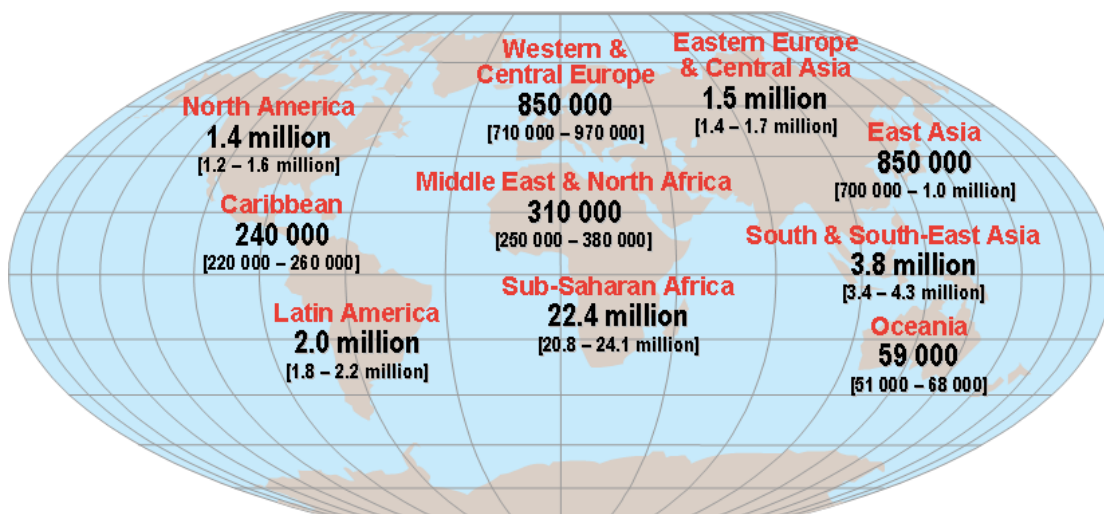 Western &
Central Europe
850 000
[710 000 – 970 000]
Eastern Europe
& Central Asia
1.5 million
[1.4 – 1.7 million]
North America
1.4 million
[1.2 – 1.6 million]
East Asia
850 000
[700 000 – 1.0 million]
Caribbean
240 000
[220 000 – 260 000]
Middle East & North Africa
310 000
[250 000 – 380 000]
South & South-East Asia
3.8 million
[3.4 – 4.3 million]
Sub-Saharan Africa
22.4 million
[20.8 – 24.1 million]
Latin America
2.0 million
[1.8 – 2.2 million]
Oceania
59 000
[51 000 – 68 000]